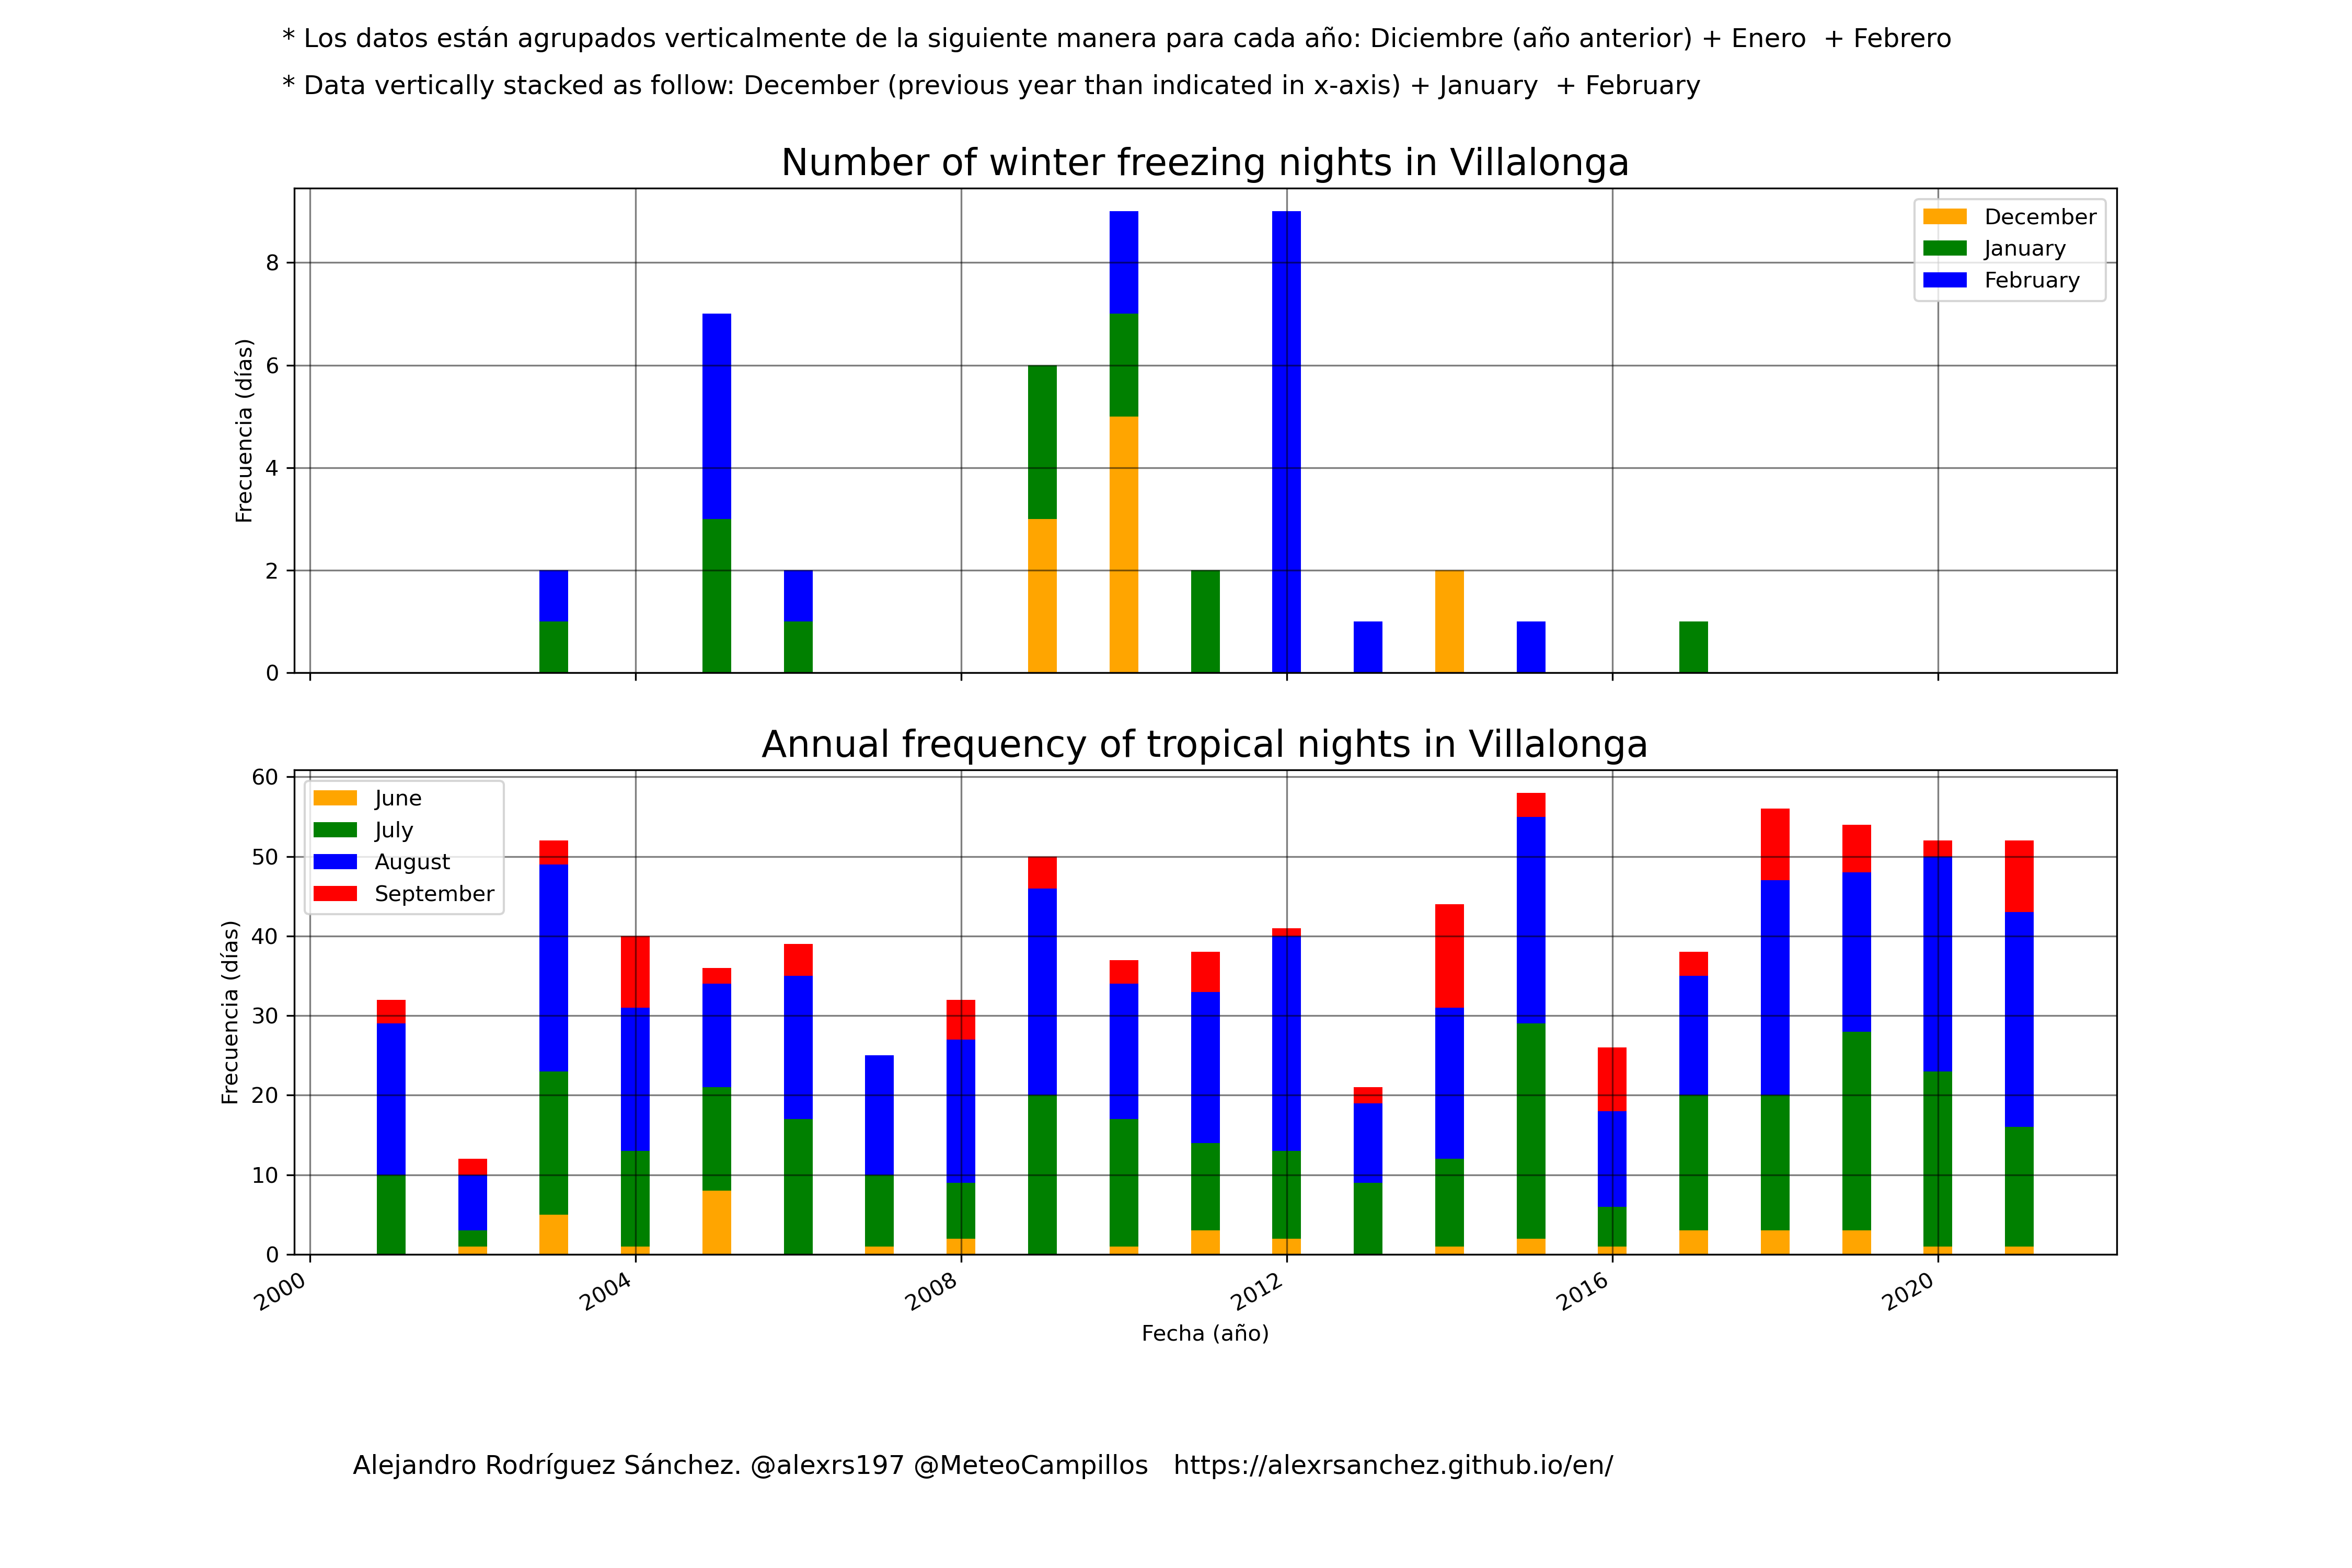 * Los datos están agrupados verticalmente de la siguiente manera para cada año: Diciembre (año anterior) + Enero  + Febrero
* Data vertically stacked as follow: December (previous year than indicated in x-axis) + January  + February
Number of winter freezing nights in Villalonga
December
January
February
8
6
4
2
0
Frecuencia (días)
Annual frequency of tropical nights in Villalonga
June
July
August
September
60
50
40
30
20
10
0
Frecuencia (días)
2000
2004
2008
2012
2016
2020
Fecha (año)
Alejandro Rodríguez Sánchez. @alexrs197 @MeteoCampillos   https://alexrsanchez.github.io/en/